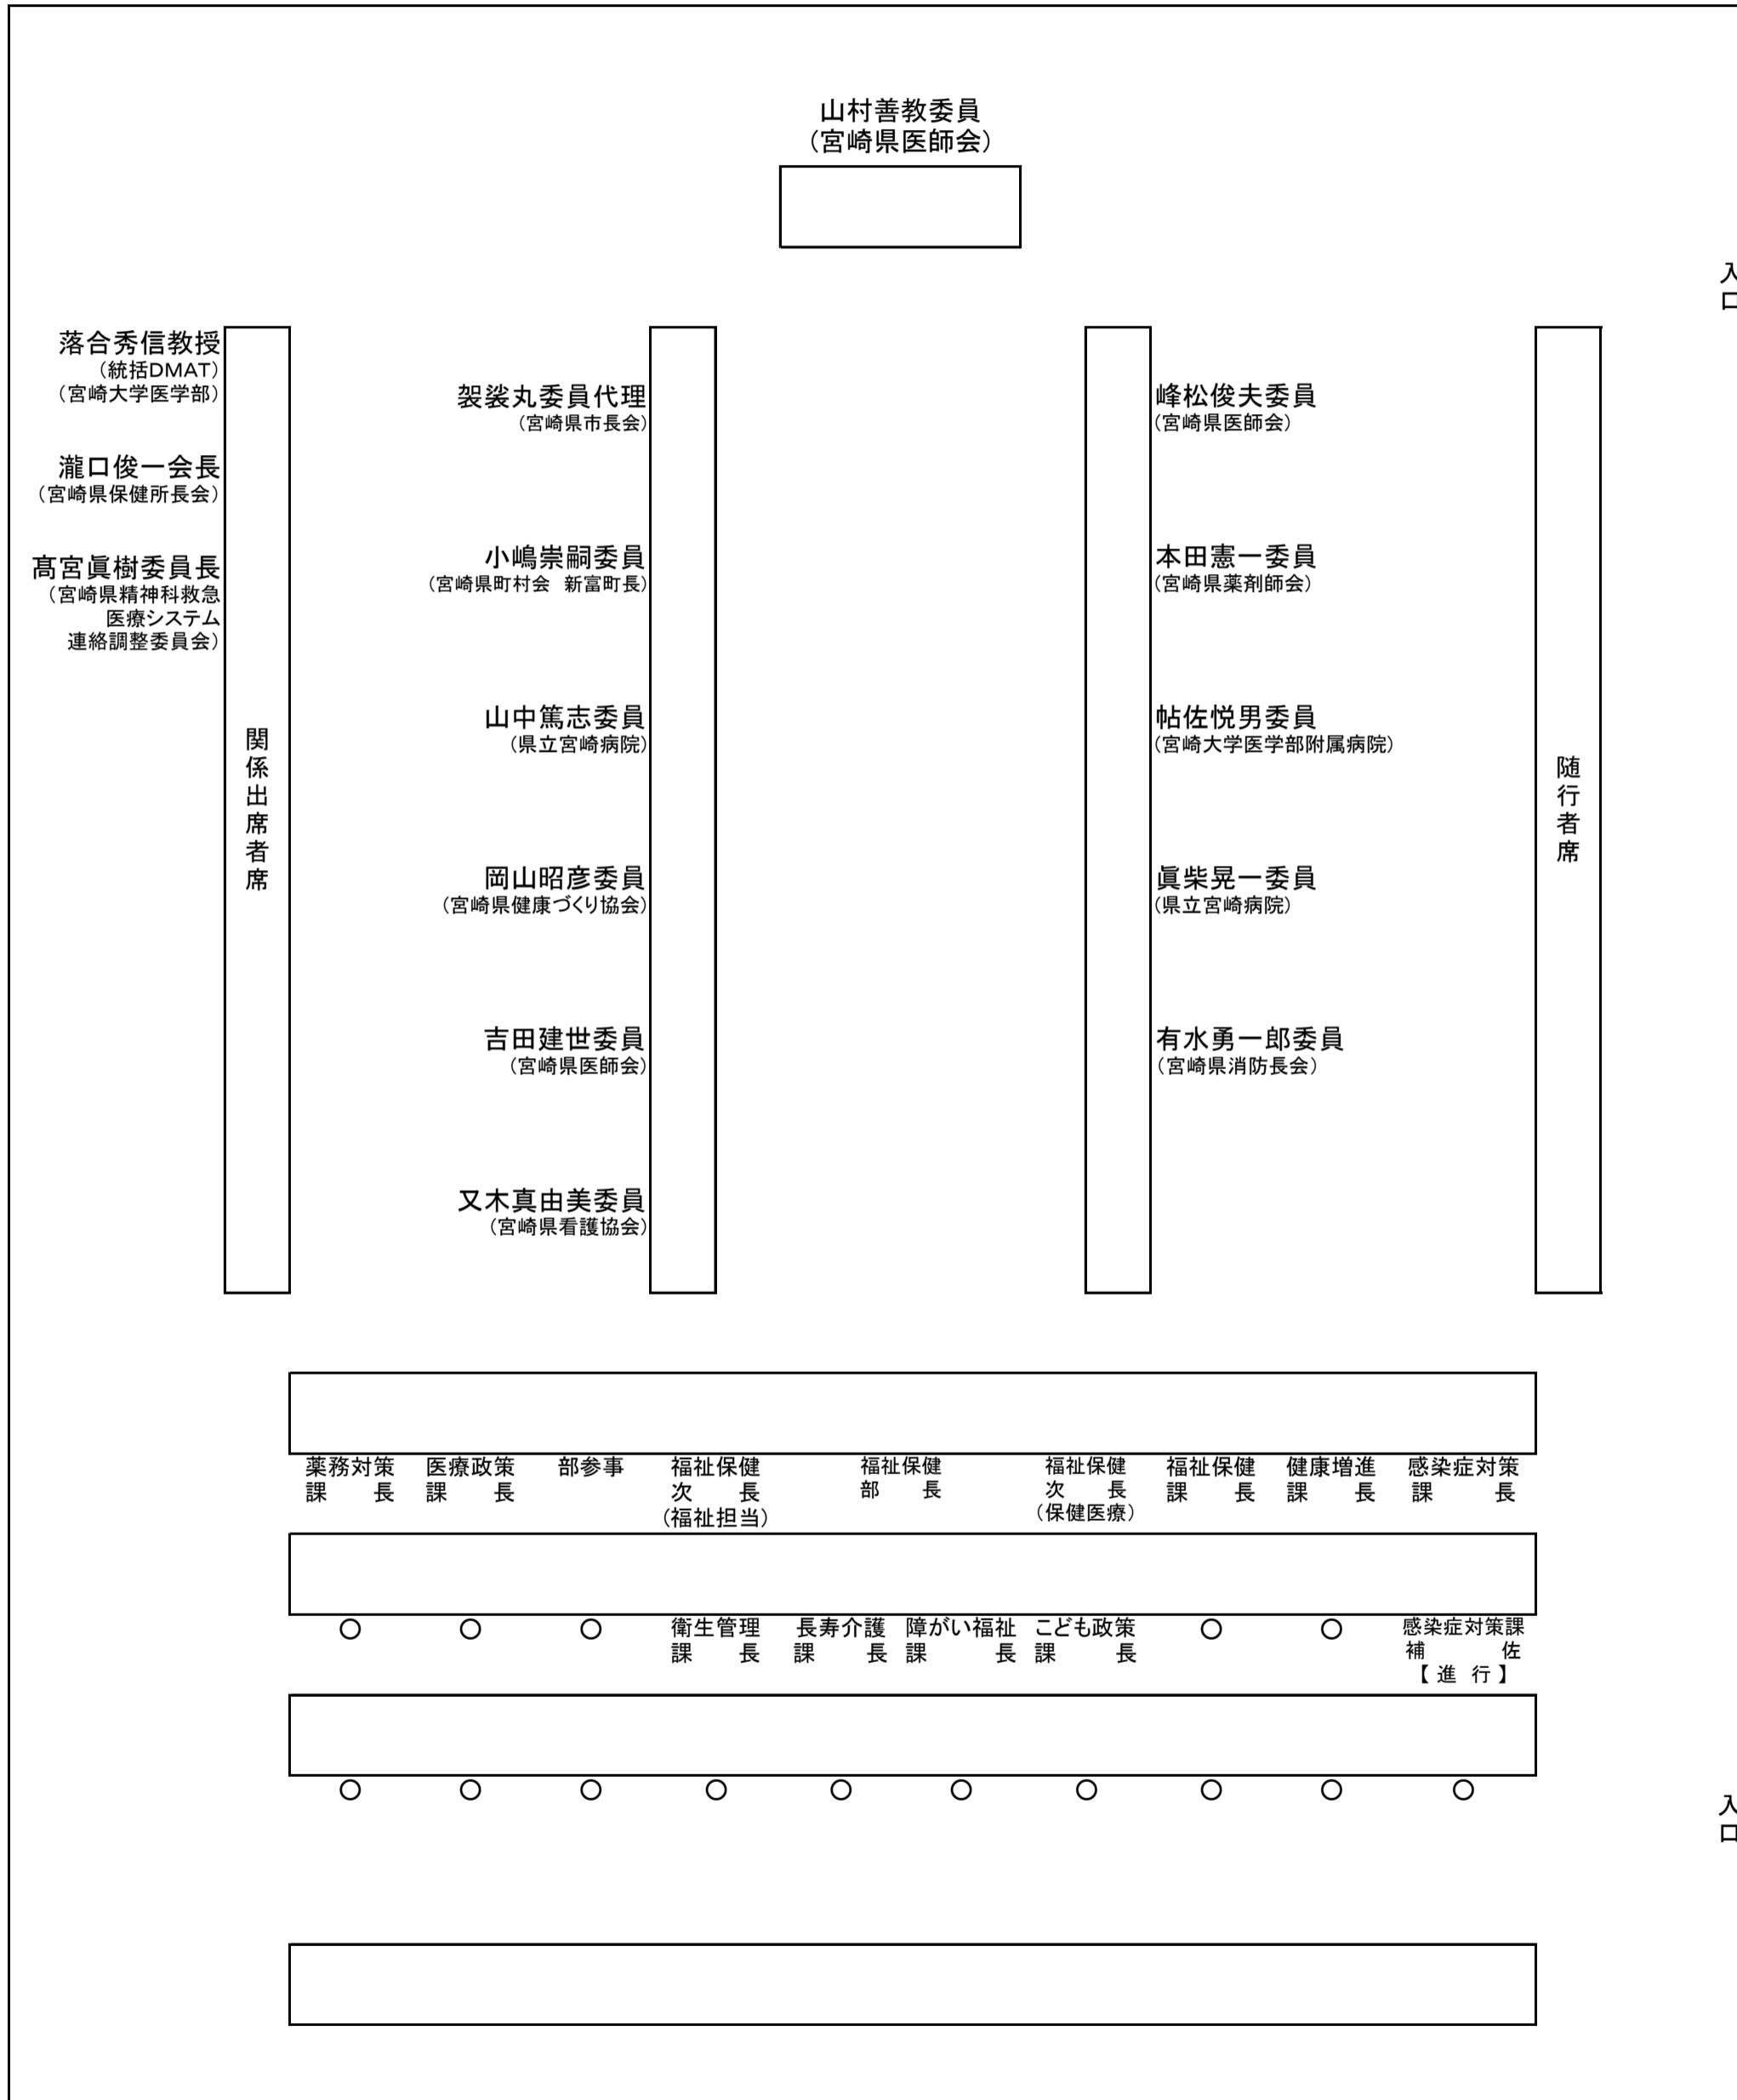 山村善教委員
（宮崎県医師会）
入
口
落合秀信教授
（統括DMAT）
（宮崎大学医学部）
瀧口俊一会長
（宮崎県保健所長会）
髙宮眞樹委員長
（宮崎県精神科救急
医療システム
連絡調整委員会）
関係出席者席
袈裟丸委員代理
（宮崎県市長会）
小嶋崇嗣委員
（宮崎県町村会　新富町長）
山中篤志委員
（県立宮崎病院）
岡山昭彦委員
（宮崎県健康づくり協会）
吉田建世委員
（宮崎県医師会）
又木真由美委員
（宮崎県看護協会）
峰松俊夫委員
（宮崎県医師会）
本田憲一委員
（宮崎県薬剤師会）
帖佐悦男委員
（宮崎大学医学部附属病院）
眞柴晃一委員
（県立宮崎病院）
有水勇一郎委員
（宮崎県消防長会）
随行者席
薬務対策
課　　長
医療政策
課　　長
部参事
福祉保健
次　　長
（福祉担当）
福祉保健
部　　長
福祉保健
次　　長
（保健医療）
福祉保健
課　　長
健康増進
課　　長
感染症対策
課　　　長
○ ○ ○
衛生管理
課　　長
長寿介護
課　　長
障がい福祉
課　　　長
こども政策
課　　　長
○ ○
感染症対策課
補　　　　佐
【 進 行 】
○ ○ ○ ○ ○ ○ ○ ○ ○ ○
入
口